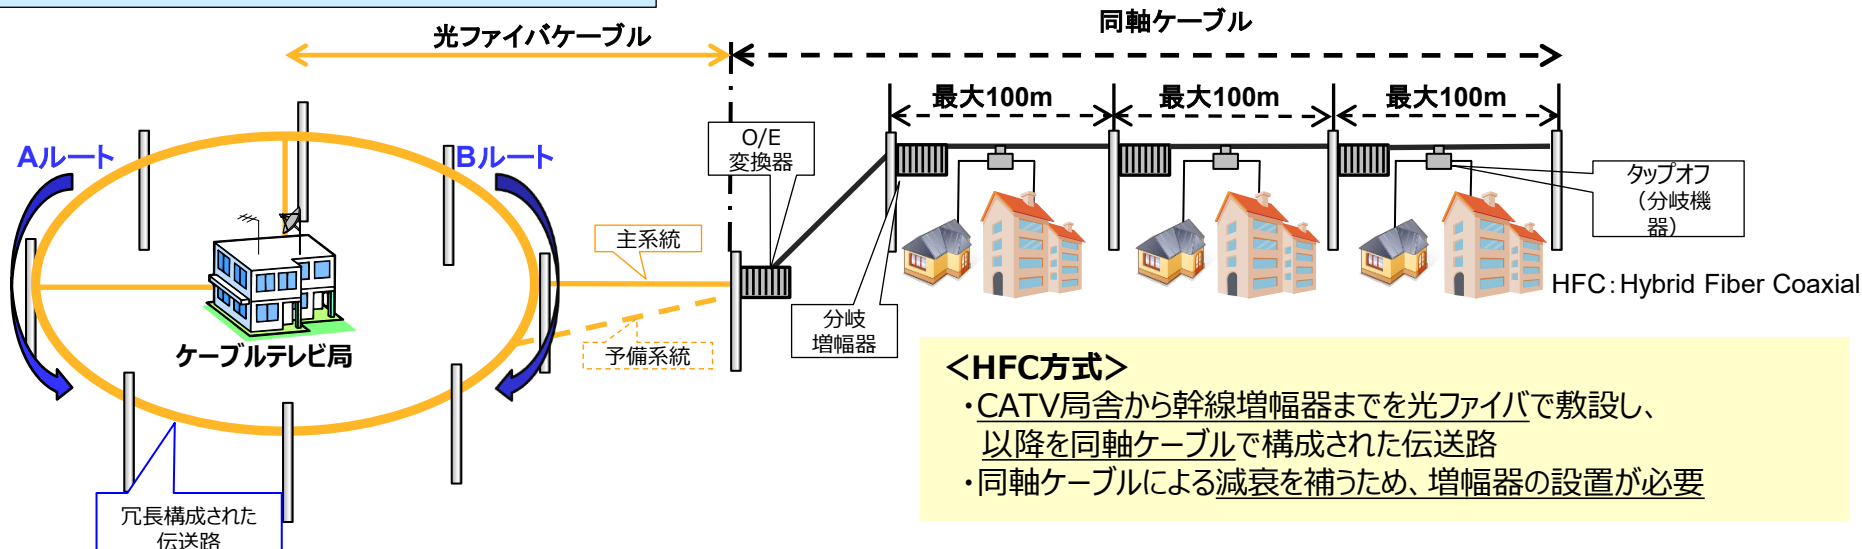 光ファイバケーブル
同軸ケーブル
最大100m
最大100m
最大100m
Aルート
Bルート
O/E
変換器
タップオフ
（分岐機
器）
主系統
予備系統
分岐
増幅器
ケーブルテレビ局
HFC：Hybrid Fiber Coaxial
＜HFC方式＞
・CATV局舎から幹線増幅器までを光ファイバで敷設し、
以降を同軸ケーブルで構成された伝送路
・同軸ケーブルによる減衰を補うため、増幅器の設置が必要
冗長構成された
伝送路